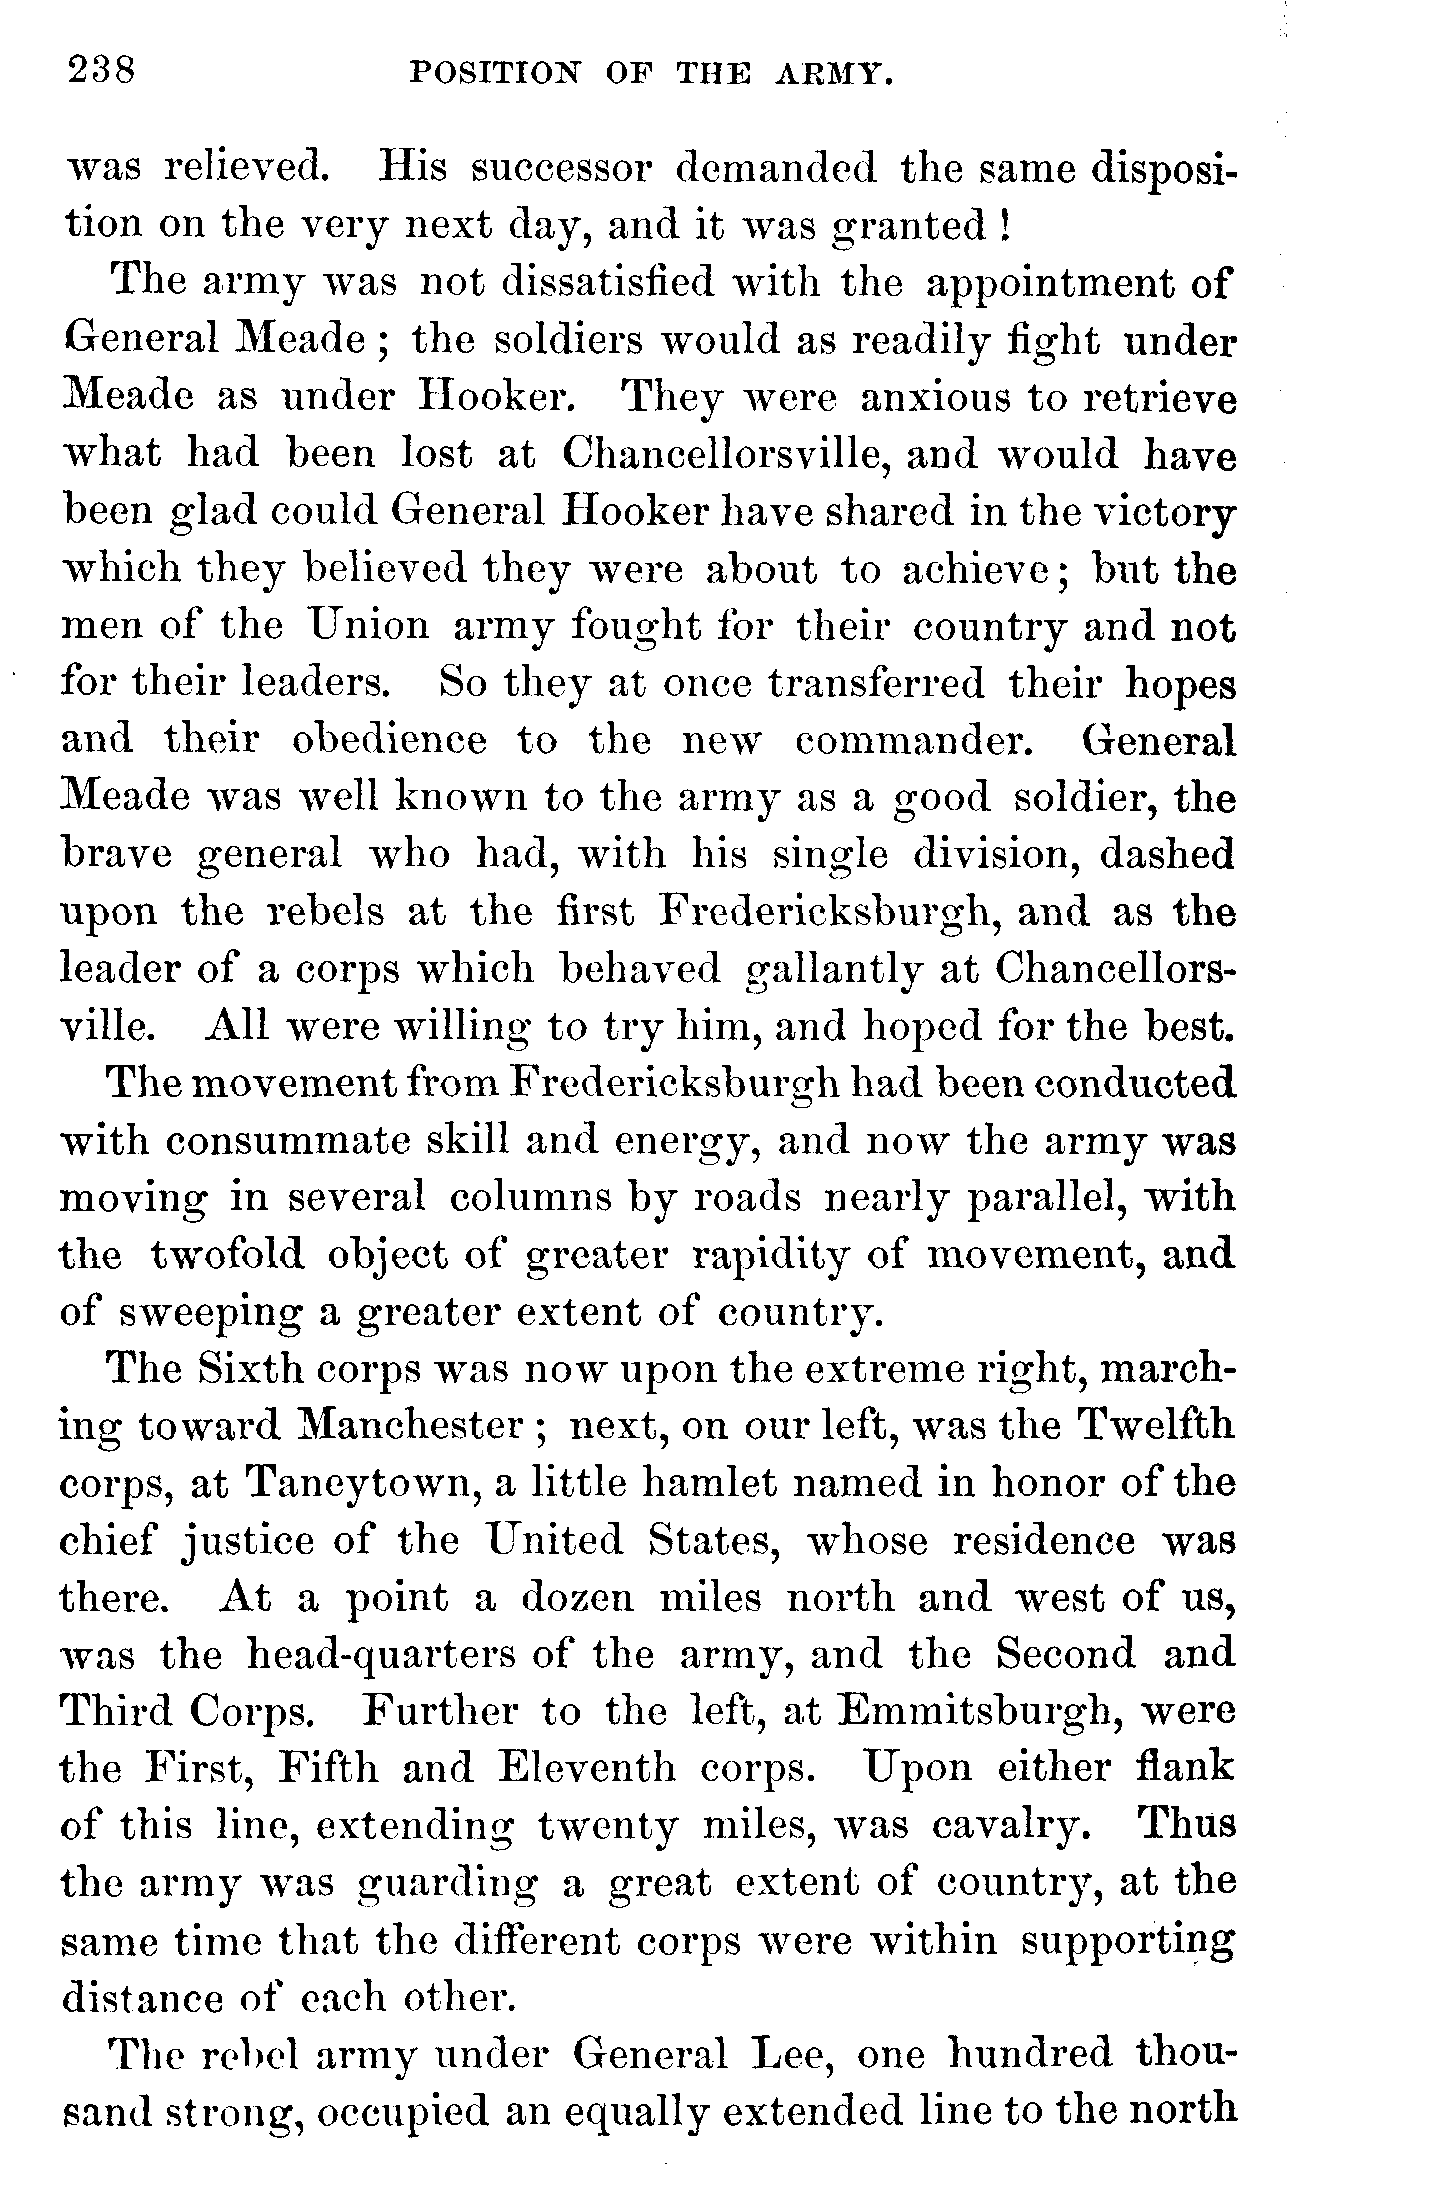 238 POSITION OF THE ARMY.
was relieved. His successor demanded the same disposi-
tion on the very next day, and it was granted !
The army was not dissatisfied with the appointment of
General Meade ; the soldiers would as readily fight under
Meade as under Hooker. They were anxious to retrieve
what had been lost at Chancellorsville, and would have
been glad could General Hooker have shared in the victory
which they believed they were about to achieve; but the
men of the Union army fought for their country and not
for their leaders. So they at once transferred their hopes
and their obedience to the new commander. General
Meade was well known to the army as a good soldier, the
brave general who had, with his single division, dashed
upon the rebels at the first Fredericksburgh, and as the
leader of a corps which behaved gallantly at Chancellors-
ville. All were willing to try him, and hoped for the best.
The movement from Fredericksburgh had been conducted
with consummate skill and energy, and now the army was
moving in several columns by roads nearly parallel, with
the twofold object of greater rapidity of movement, and
of sweeping a greater extent of country.
The Sixth corps was now upon the extreme right, march-
ing toward Manchester ; next, on our left, was the Twelfth
corps, at Taneytown, a little hamlet named in honor of the
chief justice of the United States, whose residence was
there. At a point a dozen miles north and west of us,
was the head-quarters of the army, and the Second and
Third Corps. Further to the left, at Emmitsburgh, were
the First, Fifth and Eleventh corps. Upon either flank
of this line, extending twenty miles, was cavalry. Thus
the army was guarding a great extent of country, at the
same time that the different corps were within supporting
distance of each other.
The rebel army under General Lee, one hundred thou-
sand strong, occupied an equally extended line to the north